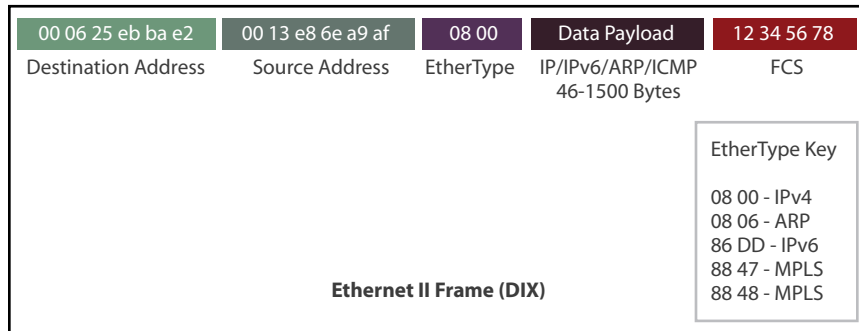 00 06 25 eb ba e2 00 13 e8 6e a9 af 08 00 Data Payload 12 34 56 78
Destination Address Source Address EtherType IP/IPv6/ARP/ICMP FCS
46-1500 Bytes
EtherType Key
08 00 - IPv4
08 06 - ARP
86 DD - IPv6
88 47 - MPLS
88 48 - MPLS
Ethernet II Frame (DIX)